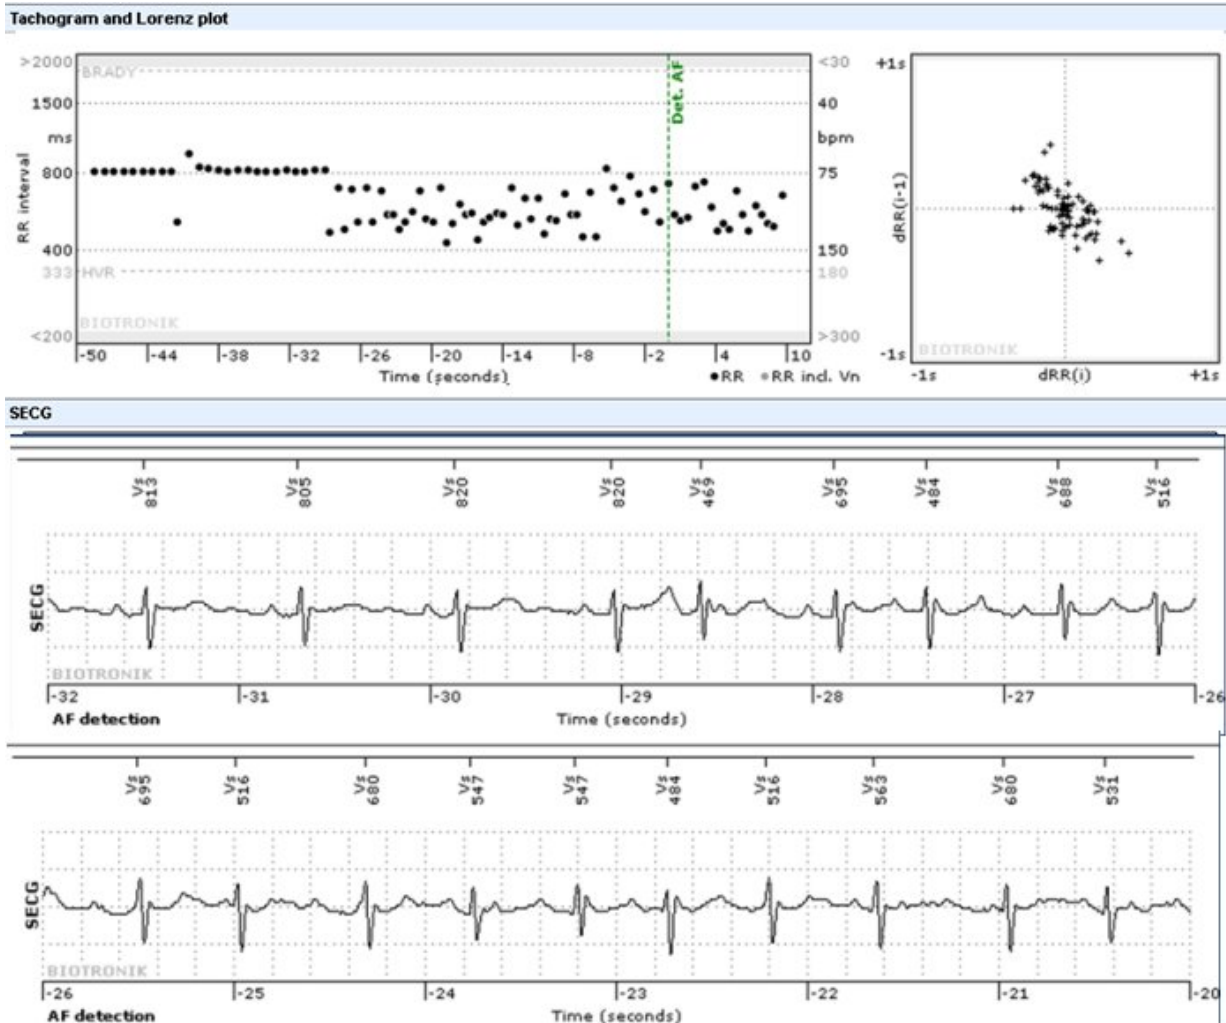 Tachogram and Lorenz plot
>2000 BRADY <30
1500 40
ms bpm
800 75
400 150
333 HVR 180
BIOTRONIK
<200 >300
RR interval
-50 -44 -38 -32 -26 -20 -14 -8 -2 4 10
Time (seconds)
RR RR incl. Vn
Det. AF
+1s
dRR(i-1)
-1s
BIOTRONIK
-1s dRR(i) +1s
SECG
Vs 813 Vs 805 Vs 820 Vs 820 Vs 469 Vs 695 Vs 484 Vs 688 Vs 516
SECG
BIOTRONIK
-32 -31 -30 -29 -28 -27 -26
AF detection Time (seconds)
Vs 695 Vs 516 Vs 680 Vs 547 Vs 547 Vs 484 Vs 516 Vs 563 Vs 680 Vs 531
SECG
BIOTRONIK
-26 -25 -24 -23 -22 -21 -20
AF detection Time (seconds)